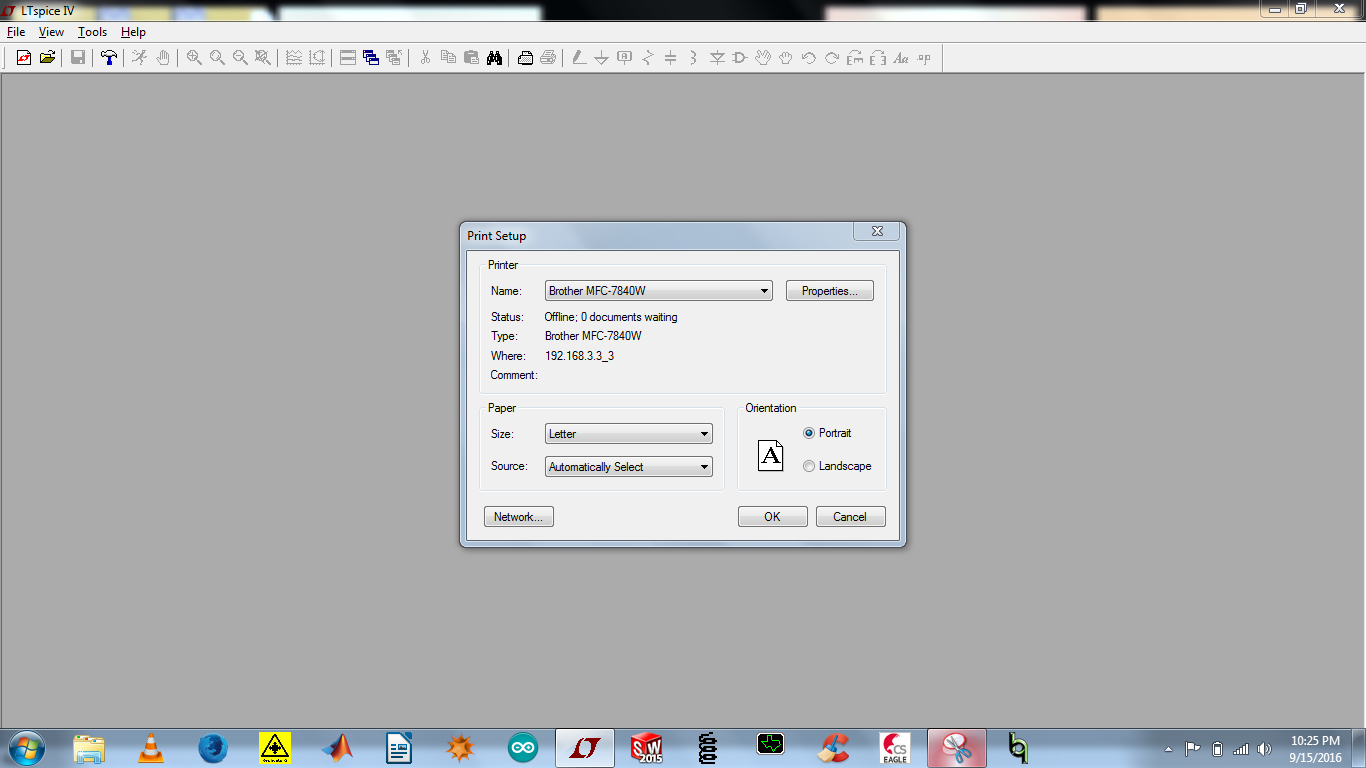 LTspice IV
File View Tools Help
Print Setup
Printer
Name: Brother MFC-7840W Properties...
Status: Offline; 0 documents waiting
Type: Brother MFC-7840W
Where: 192.168.3.3_3
Comment:
Paper
Size: Letter
Source: Automatically Select
Orientation
A
Portrait
Landscape
Network... OK Cancel
SW
2015
CS
EAGLE
10:25 PM
9/15/2016